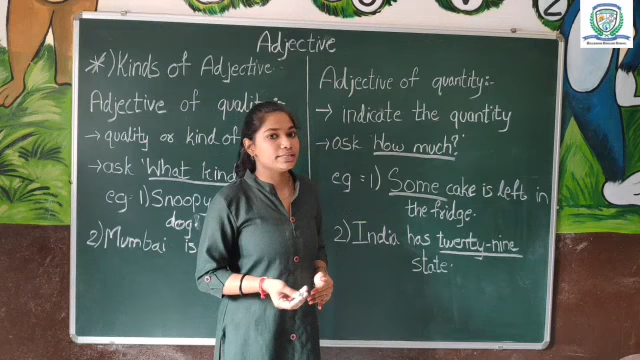 Adjective
*) Kinds of Adjective
Adjective of quality :-
→ quality or kind of
→ ask 'What kind
eg: 1) Snoopy
dog?
2) Mumbai is
Adjective of quantity:-
→ Indicate the quantity
→ ask 'How much?'
eg = 1) Some cake is left in
the fridge.
2) India has twenty-nine
state.
2